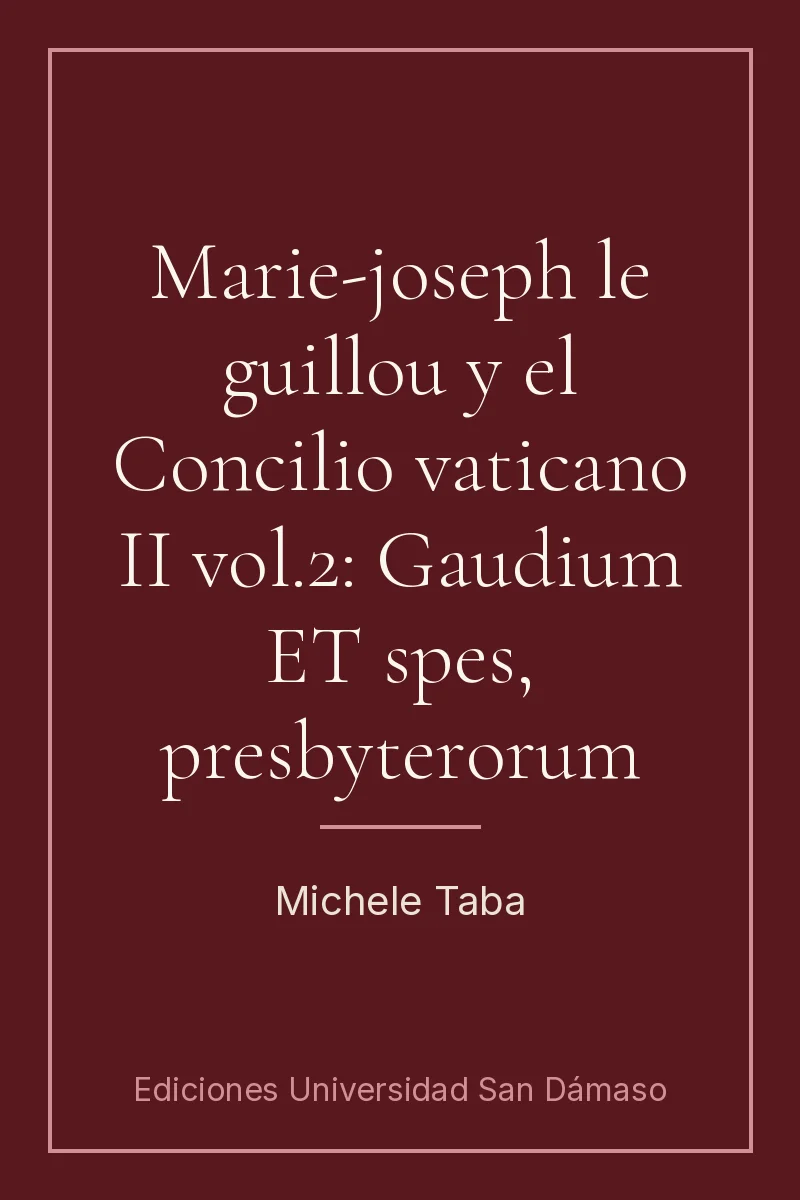 Marie-joseph le
guillou y el
Concilio vaticano
II vol.2: Gaudium
ET spes,
presbyterorum
Michele Taba
Ediciones Universidad San Dámaso